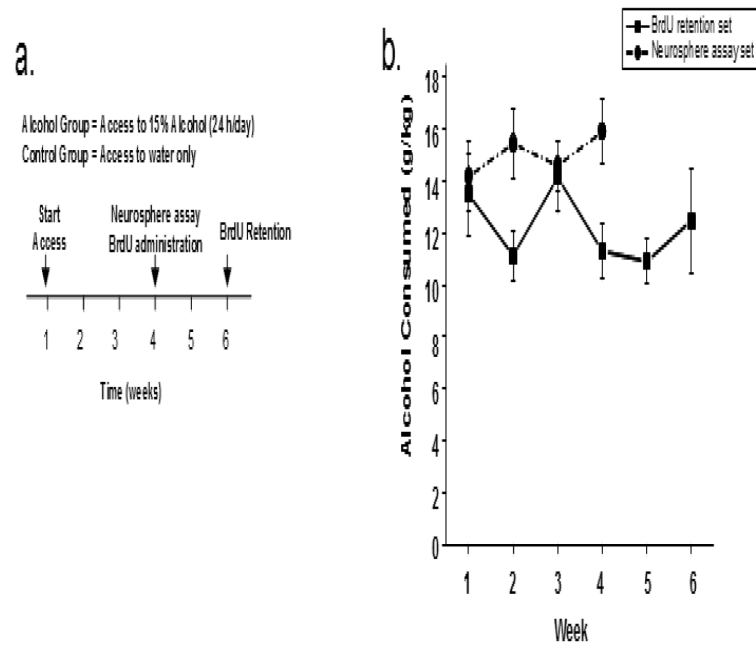 a.
Alcohol Group = Access to 15% Alcohol (24 h/day)
Control Group = Access to water only
Start
Access
Neurosphere assay
BrdU administration
BrdU Retention
1 2 3 4 5 6
Time (weeks)
b.
BrdU retention set
Neurosphere assay set
Alcohol Consumed (g/kg)
18
16
14
12
10
8
6
4
2
0
1 2 3 4 5 6
Week